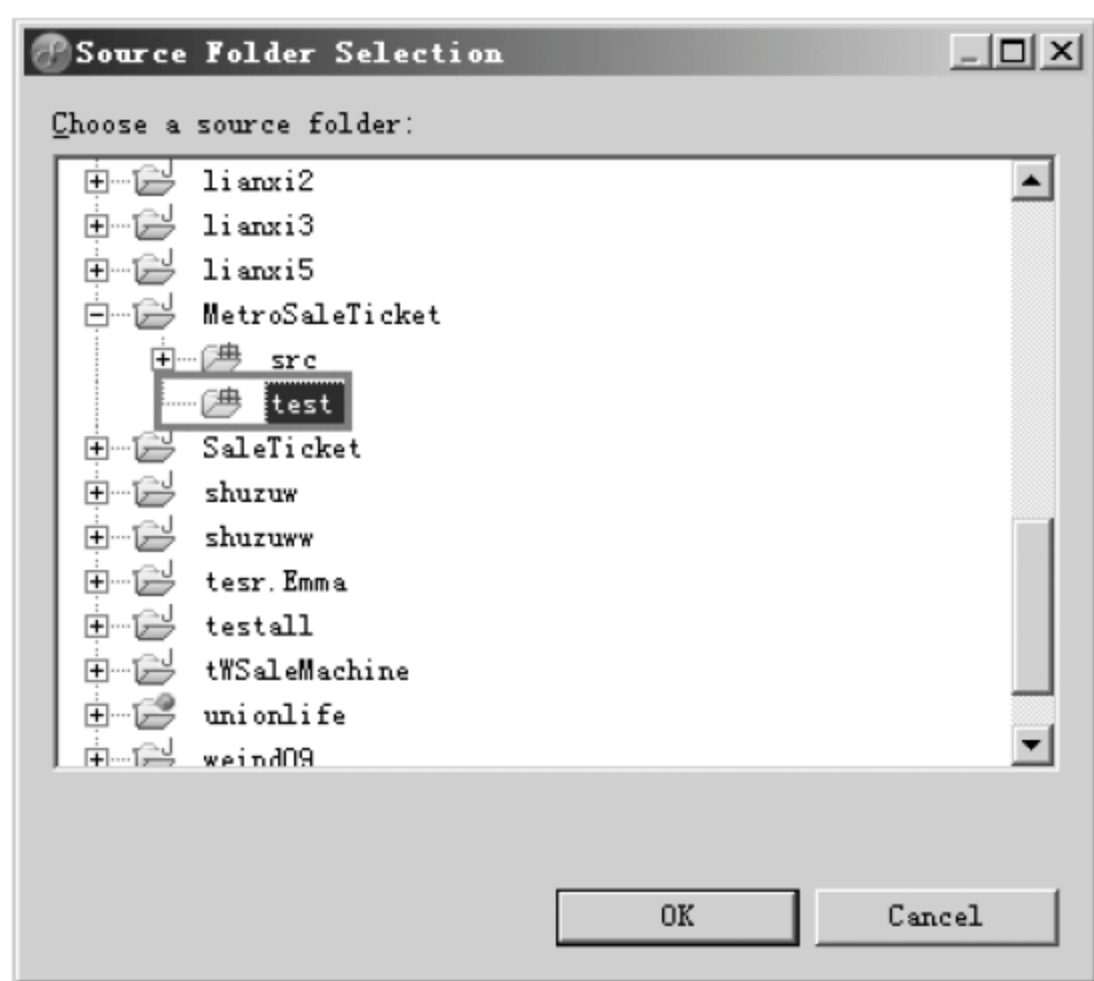 Source Folder Selection
Choose a source folder:
lianxi2
lianxi3
lianxi5
MetroSaleTicket
src
test
SaleTicket
shuzuw
shuzuww
tesr.Emma
testall
tWSaleMachine
unionlife
weind09
OK
Cancel